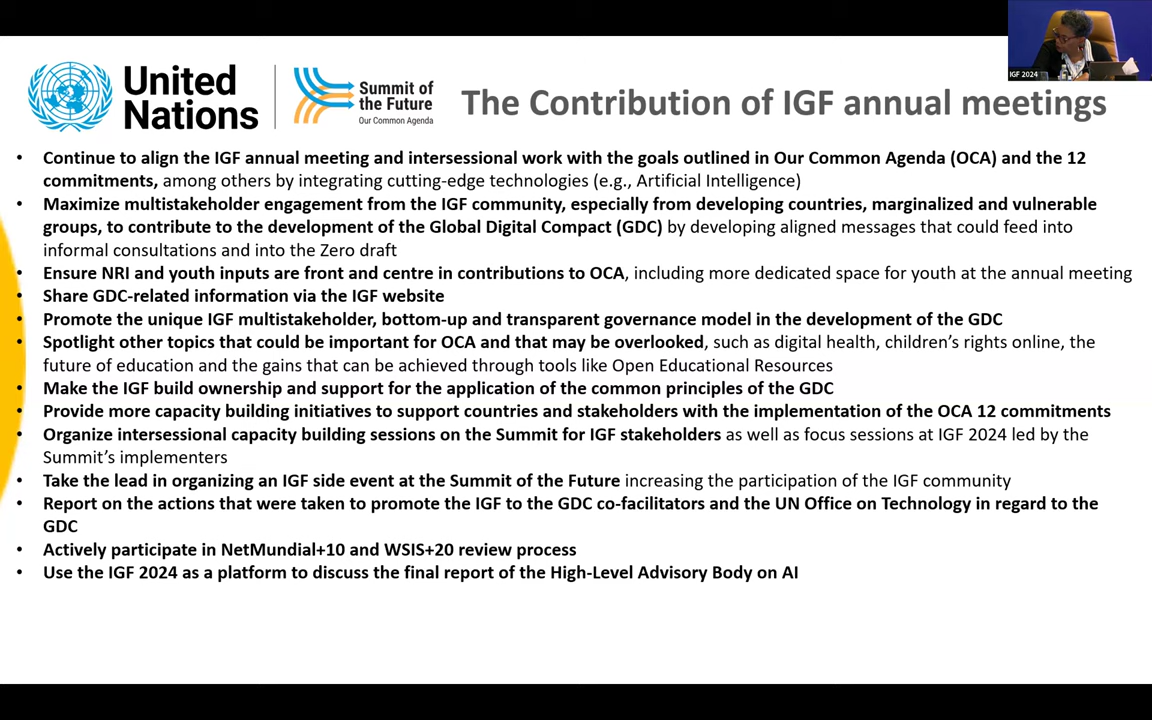 IGF 2024
United
Nations
Summit of
the Future
Our Common Agenda
The Contribution of IGF annual meetings
• Continue to align the IGF annual meeting and intersessional work with the goals outlined in Our Common Agenda (OCA) and the 12
commitments, among others by integrating cutting-edge technologies (e.g., Artificial Intelligence)
• Maximize multistakeholder engagement from the IGF community, especially from developing countries, marginalized and vulnerable
groups, to contribute to the development of the Global Digital Compact (GDC) by developing aligned messages that could feed into
informal consultations and into the Zero draft
• Ensure NRI and youth inputs are front and centre in contributions to OCA, including more dedicated space for youth at the annual meeting
• Share GDC-related information via the IGF website
• Promote the unique IGF multistakeholder, bottom-up and transparent governance model in the development of the GDC
• Spotlight other topics that could be important for OCA and that may be overlooked, such as digital health, children's rights online, the
future of education and the gains that can be achieved through tools like Open Educational Resources
• Make the IGF build ownership and support for the application of the common principles of the GDC
• Provide more capacity building initiatives to support countries and stakeholders with the implementation of the OCA 12 commitments
• Organize intersessional capacity building sessions on the Summit for IGF stakeholders as well as focus sessions at IGF 2024 led by the
Summit's implementers
• Take the lead in organizing an IGF side event at the Summit of the Future increasing the participation of the IGF community
• Report on the actions that were taken to promote the IGF to the GDC co-facilitators and the UN Office on Technology in regard to the
GDC
• Actively participate in NetMundial+10 and WSIS+20 review process
• Use the IGF 2024 as a platform to discuss the final report of the High-Level Advisory Body on AI